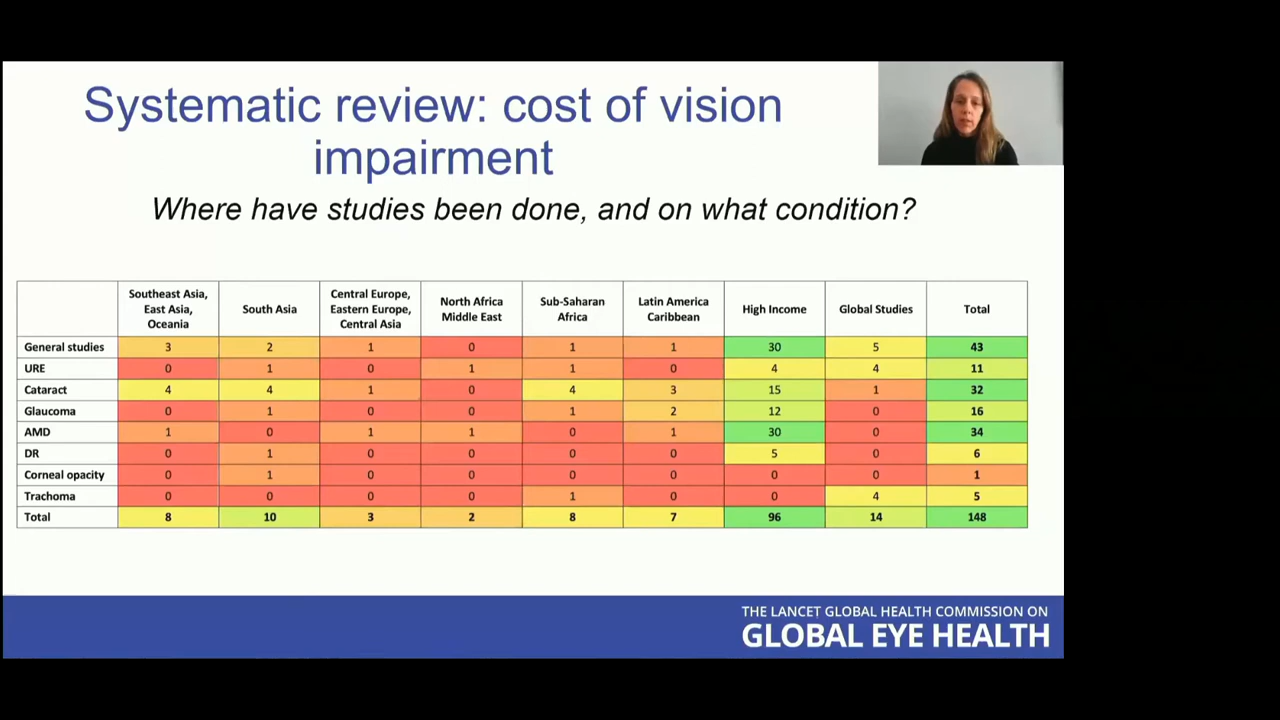 Systematic review: cost of vision
impairment
Where have studies been done, and on what condition?
Southeast Asia, East Asia, Oceania | South Asia | Central Europe, Eastern Europe, Central Asia | North Africa Middle East | Sub-Saharan Africa | Latin America Caribbean | High Income | Global Studies | Total
General studies 3 2 1 0 1 1 30 5 43
URE 0 1 0 1 1 0 4 4 11
Cataract 4 4 1 0 4 3 15 1 32
Glaucoma 0 1 0 0 1 2 12 0 16
AMD 1 0 1 1 0 1 30 0 34
DR 0 1 0 0 0 0 5 0 6
Corneal opacity 0 1 0 0 0 0 0 0 1
Trachoma 0 0 0 0 1 0 0 4 5
Total 8 10 3 2 8 7 96 14 148
THE LANCET GLOBAL HEALTH COMMISSION ON
GLOBAL EYE HEALTH